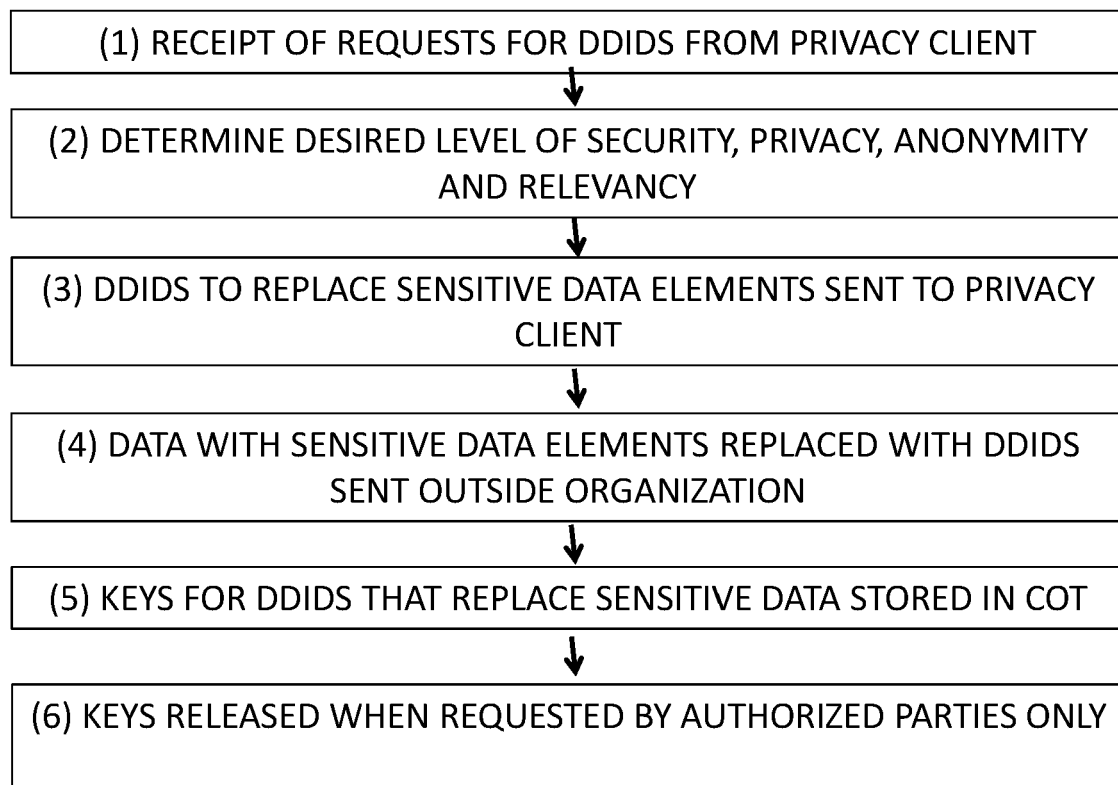 (1) RECEIPT OF REQUESTS FOR DDIDS FROM PRIVACY CLIENT
(2) DETERMINE DESIRED LEVEL OF SECURITY, PRIVACY, ANONYMITY
AND RELEVANCY
(3) DDIDS TO REPLACE SENSITIVE DATA ELEMENTS SENT TO PRIVACY
CLIENT
(4) DATA WITH SENSITIVE DATA ELEMENTS REPLACED WITH DDIDS
SENT OUTSIDE ORGANIZATION
(5) KEYS FOR DDIDS THAT REPLACE SENSITIVE DATA STORED IN COT
(6) KEYS RELEASED WHEN REQUESTED BY AUTHORIZED PARTIES ONLY